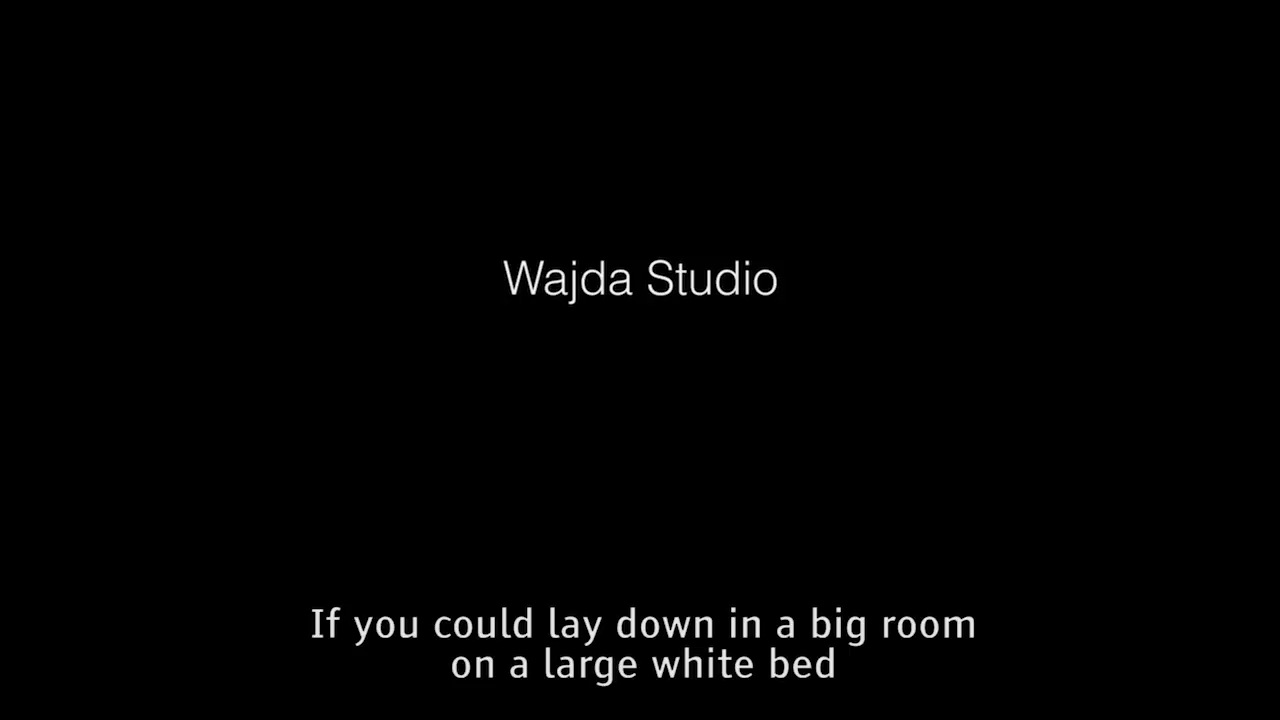 Wajda Studio
If you could lay down in a big room
on a large white bed